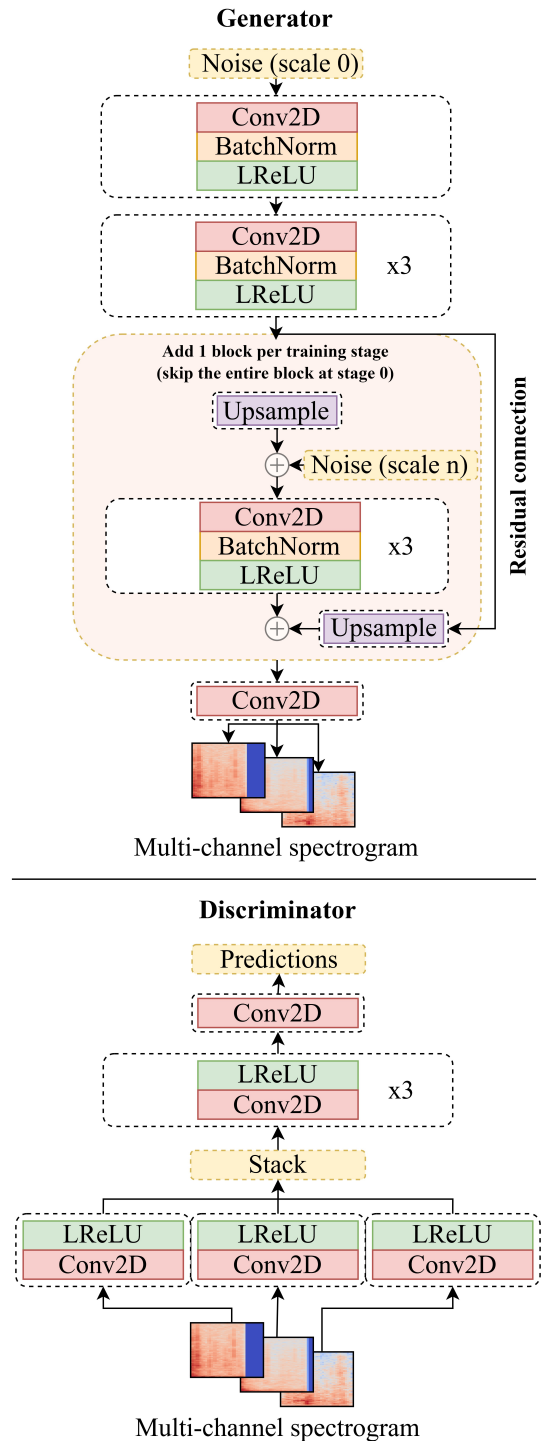 Generator
Noise (scale 0)
Conv2D
BatchNorm
LReLU
Conv2D
BatchNorm
x3
LReLU
Add 1 block per training stage
(skip the entire block at stage 0)
Upsample
Noise (scale n)
Residual connection
Conv2D
BatchNorm
x3
LReLU
Upsample
Conv2D
Multi-channel spectrogram
Discriminator
Predictions
Conv2D
LReLU
x3
Conv2D
Stack
LReLU LReLU LReLU
Conv2D Conv2D Conv2D
Multi-channel spectrogram